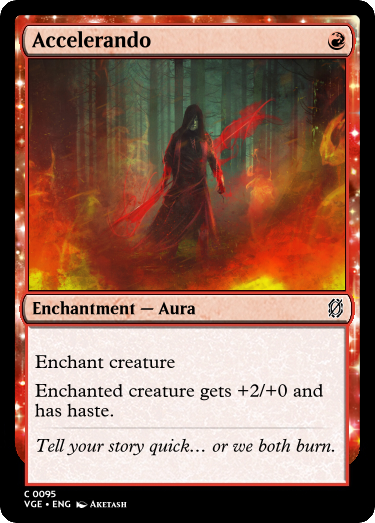 Accelerando
Enchantment — Aura
Enchant creature
Enchanted creature gets +2/+0 and
has haste.
Tell your story quick… or we both burn.
C 0095
VGE • ENG Aketash